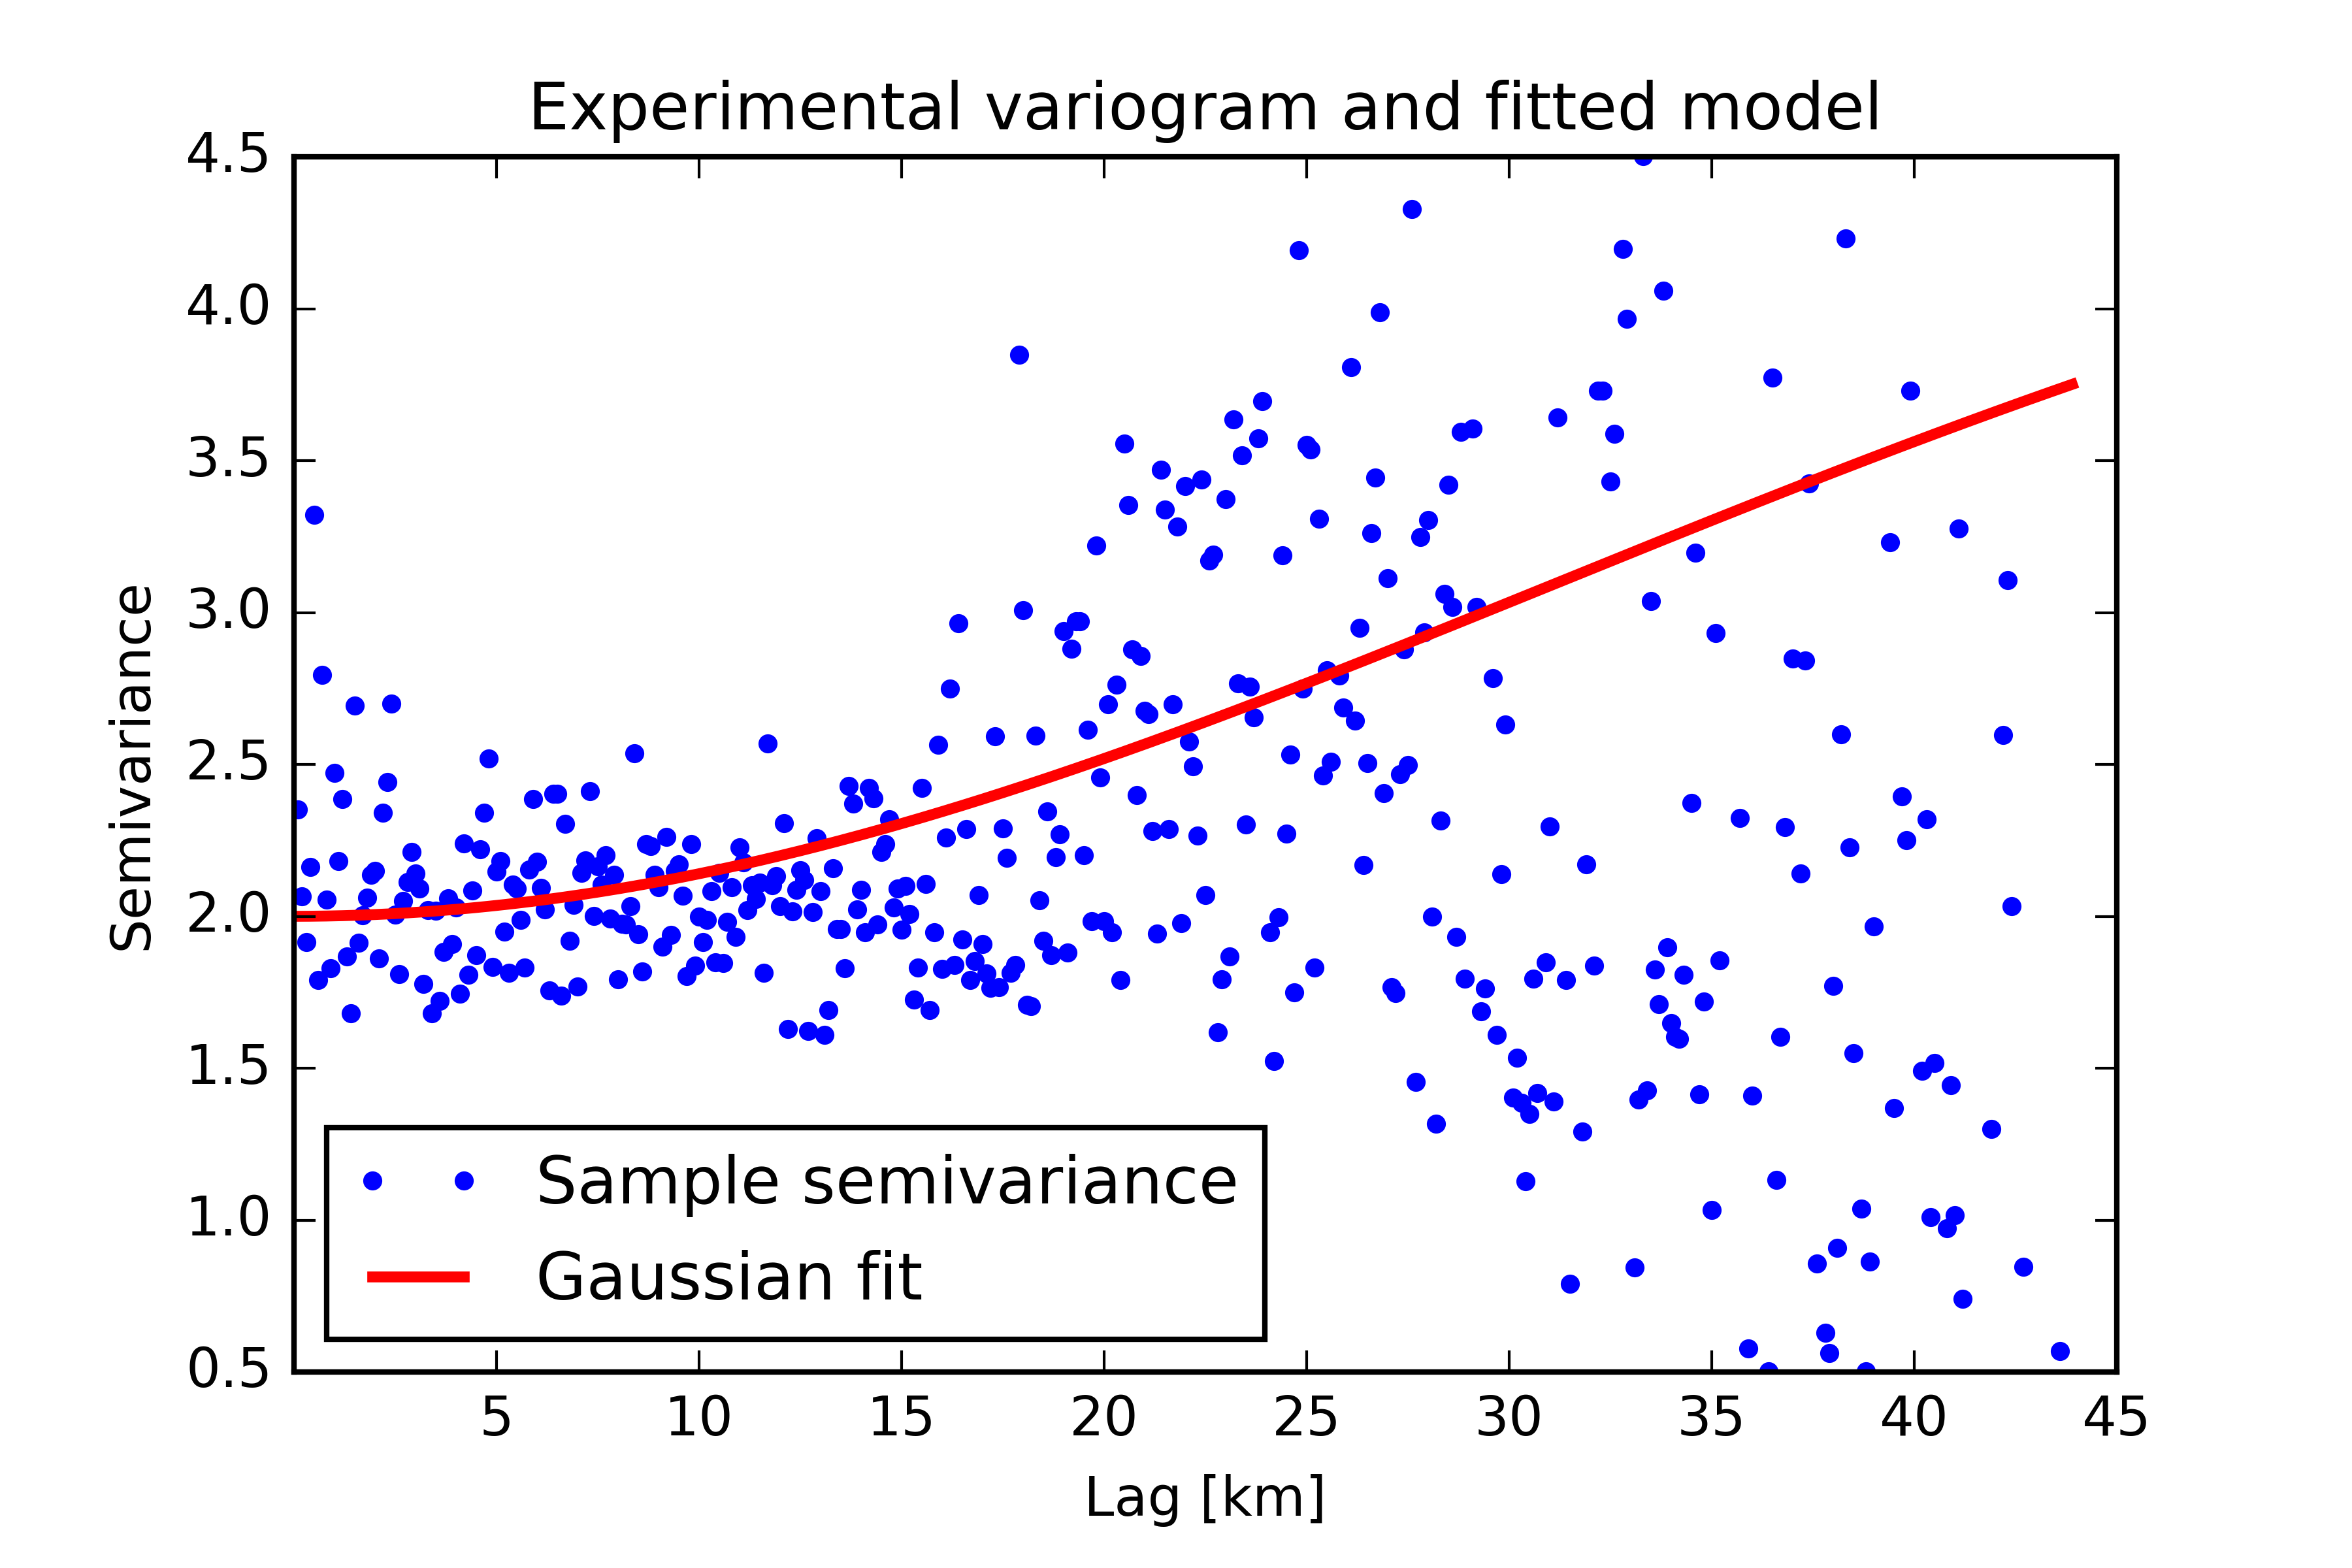 Experimental variogram and fitted model
4.5
4.0
3.5
3.0
2.5
2.0
1.5
1.0
0.5
Semivariance
Sample semivariance
Gaussian fit
5 10 15 20 25 30 35 40 45
Lag [km]